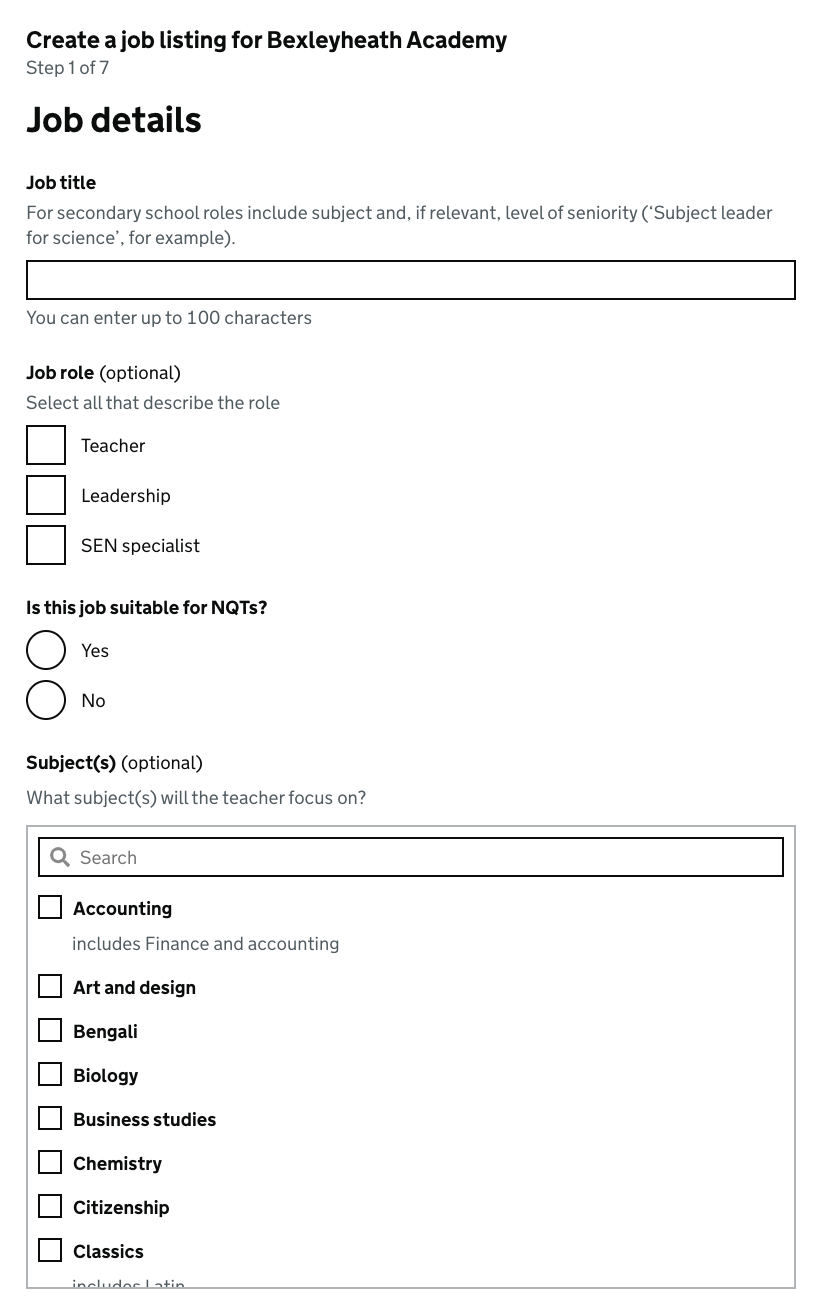 Create a job listing for Bexleyheath Academy
Step 1 of 7
Job details
Job title
For secondary school roles include subject and, if relevant, level of seniority (‘Subject leader
for science’, for example).
You can enter up to 100 characters
Job role (optional)
Select all that describe the role
Teacher
Leadership
SEN specialist
Is this job suitable for NQTs?
Yes
No
Subject(s) (optional)
What subject(s) will the teacher focus on?
Search
Accounting
includes Finance and accounting
Art and design
Bengali
Biology
Business studies
Chemistry
Citizenship
Classics
includes Latin